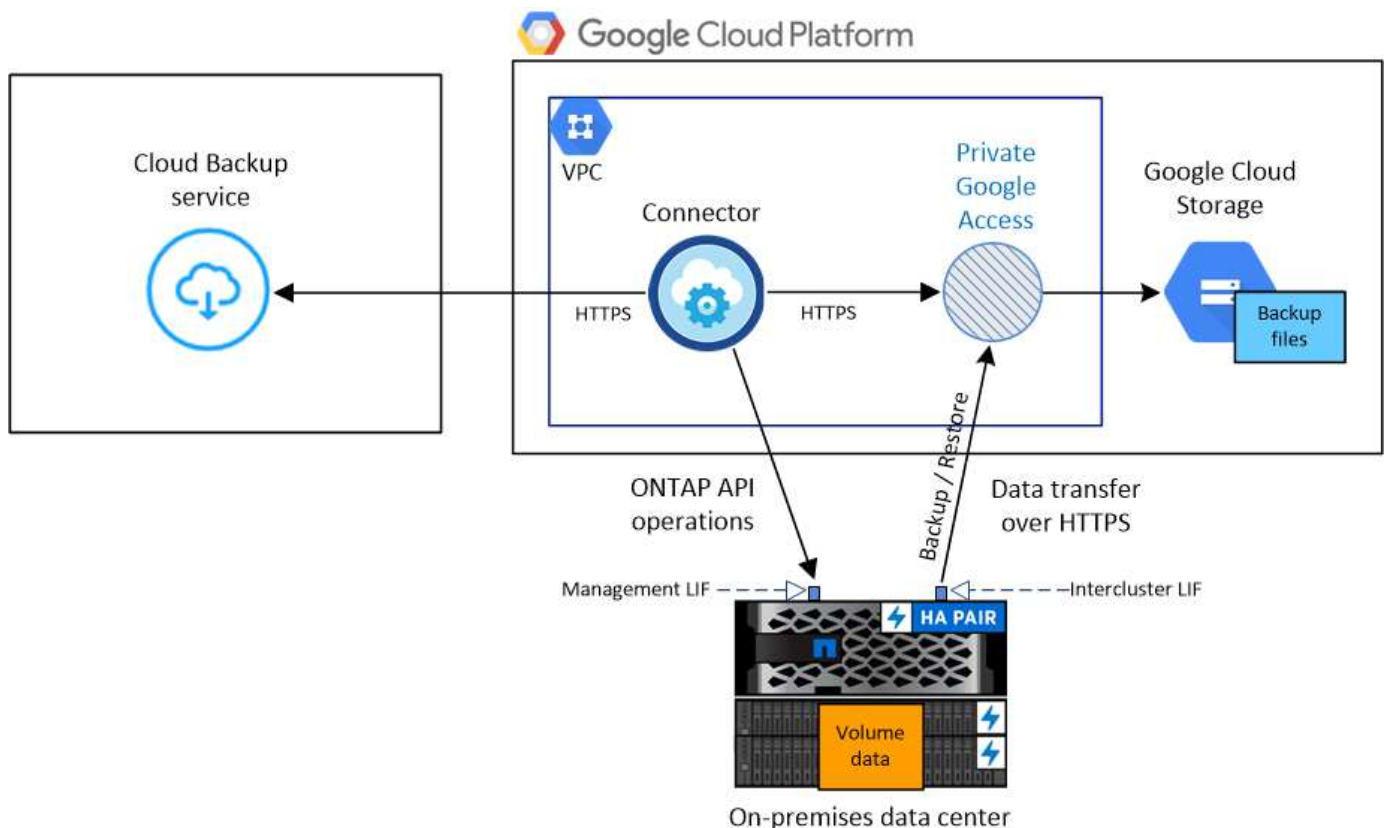 Google Cloud Platform
Cloud Backup
service
VPC
Connector
Private
Google
Access
Google Cloud
Storage
HTTPS
HTTPS
Backup
files
ONTAP API
operations
Backup / Restore
Data transfer
over HTTPS
Management LIF
Intercluster LIF
HA PAIR
Volume
data
On-premises data center